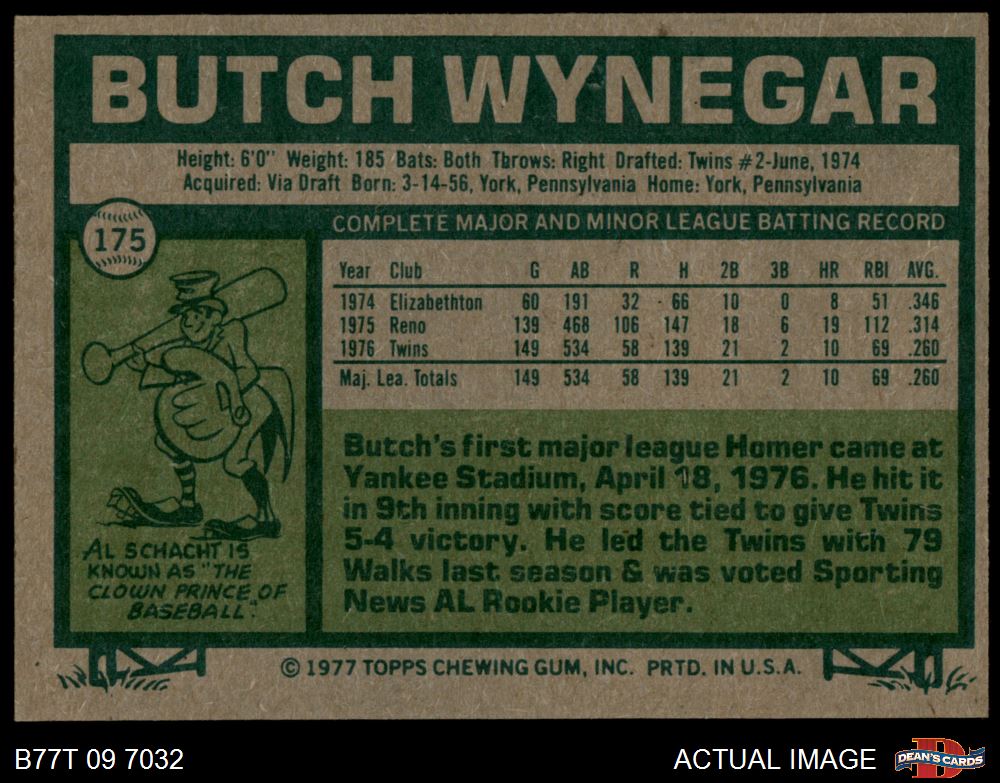 BUTCH WYNEGAR
Height: 6'0" Weight: 185 Bats: Both Throws: Right Drafted: Twins #2-June, 1974
Acquired: Via Draft Born: 3-14-56, York, Pennsylvania Home: York, Pennsylvania
175
COMPLETE MAJOR AND MINOR LEAGUE BATTING RECORD
Year Club G AB R H 2B 3B HR RBI AVG.
1974 Elizabethton 60 191 32 66 10 0 8 51 .346
1975 Reno 139 468 106 147 18 6 19 112 .314
1976 Twins 149 534 58 139 21 2 10 69 .260
Maj. Lea. Totals 149 534 58 139 21 2 10 69 .260
AL SCHACHT IS
KNOWN AS "THE
CLOWN PRINCE OF
BASEBALL".
Butch's first major league Homer came at
Yankee Stadium, April 18, 1976. He hit it
in 9th inning with score tied to give Twins
5-4 victory. He led the Twins with 79
Walks last season & was voted Sporting
News AL Rookie Player.
© 1977 TOPPS CHEWING GUM, INC. PRTD. IN U.S.A.
B77T 09 7032
ACTUAL IMAGE
D
DEAN'S CARDS